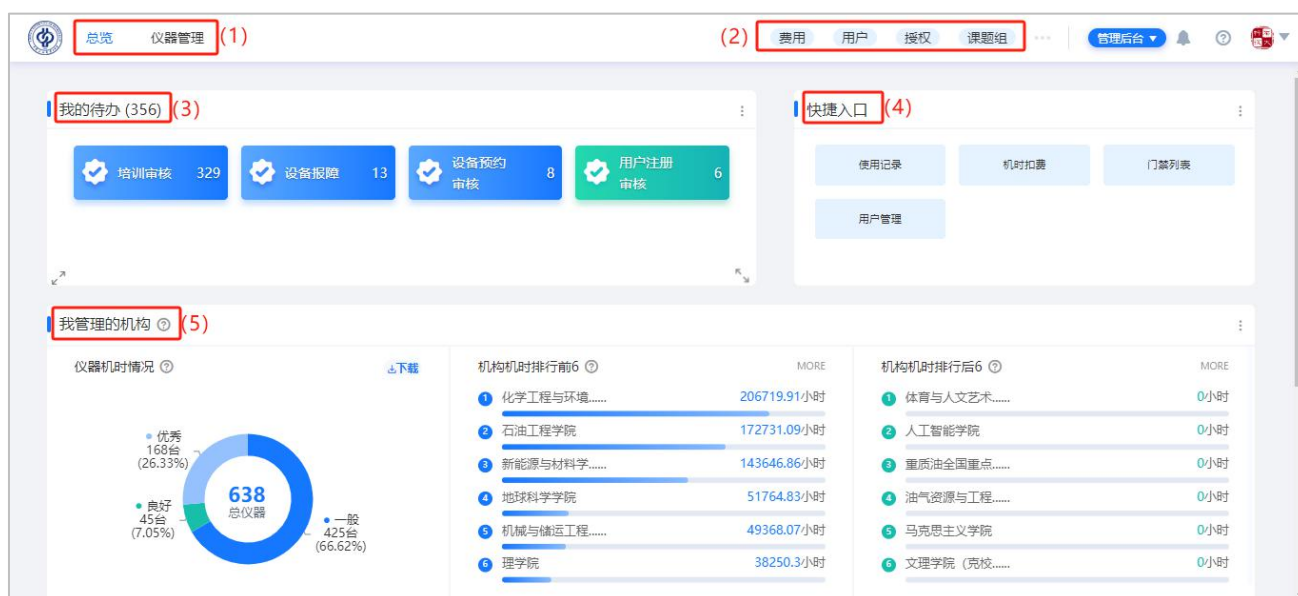 总览 仪器管理 (1) (2) 费用 用户 授权 课题组 ... 管理后台
我的待办 (356) (3)
培训审核 329
设备报障 13
设备预约
审核 8
用户注册
审核 6
快捷入口 (4)
使用记录 机时扣费 门禁列表
用户管理
我管理的机构 (5)
仪器机时情况 下载
优秀
168台
(26.33%)
638
总仪器
良好
45台
(7.05%)
一般
425台
(66.62%)
机构机时排行前6 MORE
1 化学工程与环境...... 206719.91小时
2 石油工程学院 172731.09小时
3 新能源与材料学...... 143646.86小时
4 地球科学学院 51764.83小时
5 机械与储运工程...... 49368.07小时
6 理学院 38250.3小时
机构机时排行后6 MORE
1 体育与人文艺术...... 0小时
2 人工智能学院 0小时
3 重质油全国重点...... 0小时
4 油气资源与工程...... 0小时
5 马克思主义学院 0小时
6 文理学院（克校...... 0小时